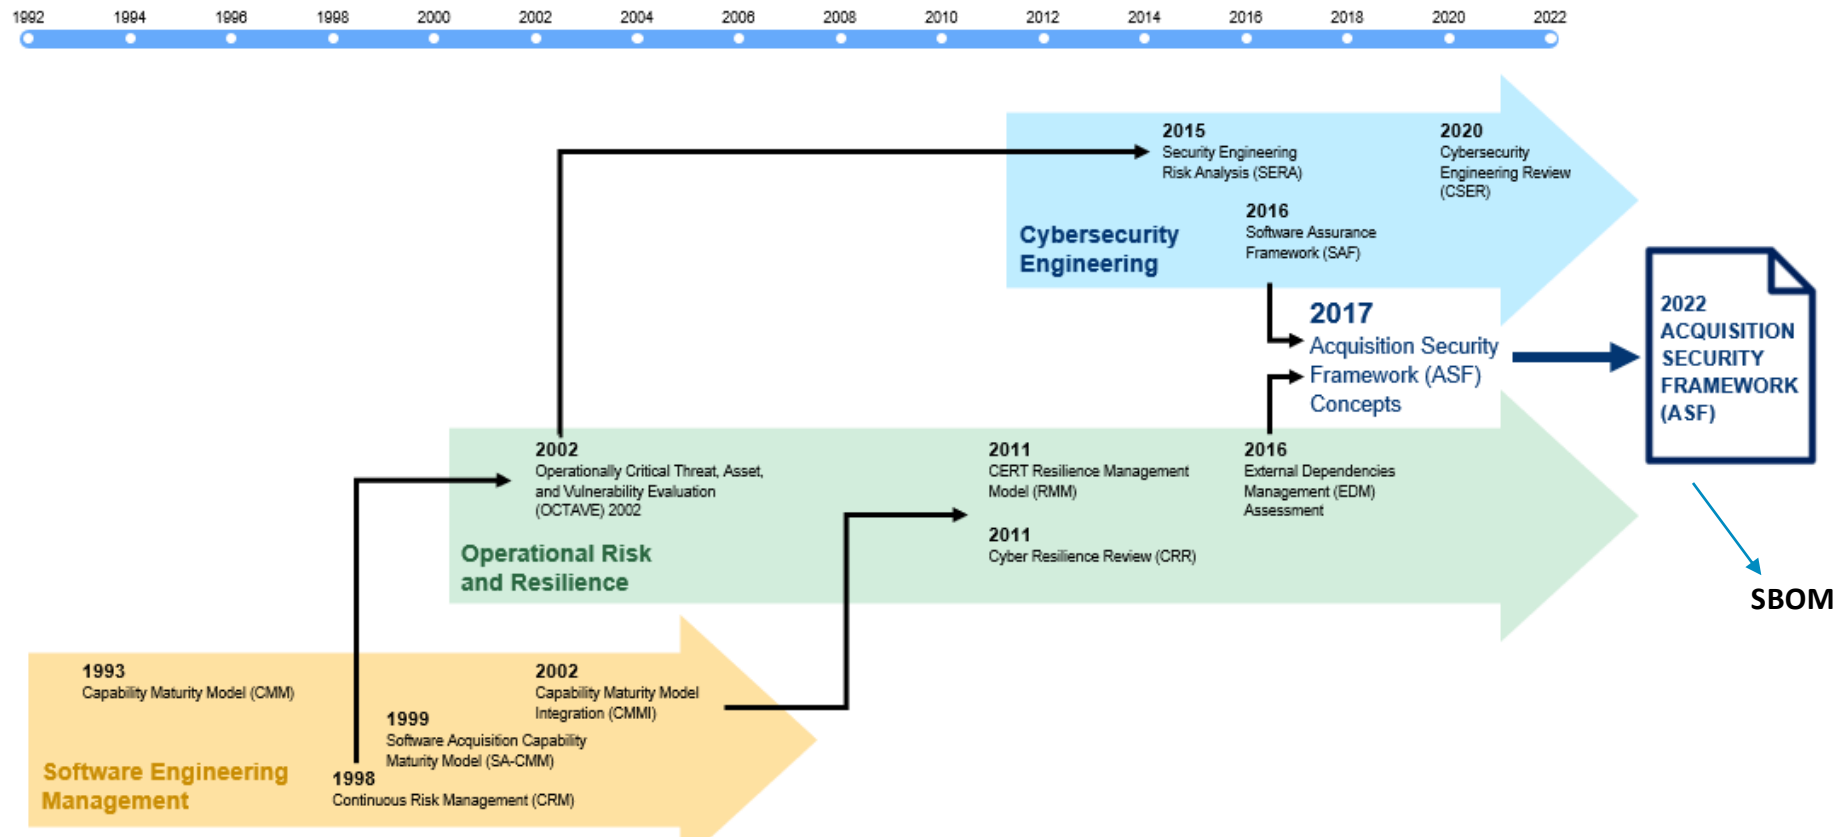 1992 1994 1996 1998 2000 2002 2004 2006 2008 2010 2012 2014 2016 2018 2020 2022
2015
Security Engineering
Risk Analysis (SERA)
2020
Cybersecurity
Engineering Review
(CSER)
2016
Software Assurance
Framework (SAF)
Cybersecurity
Engineering
2017
Acquisition Security
Framework (ASF)
Concepts
2022
ACQUISITION
SECURITY
FRAMEWORK
(ASF)
SBOM
2002
Operationally Critical Threat, Asset,
and Vulnerability Evaluation
(OCTAVE) 2002
2011
CERT Resilience Management
Model (RMM)
2011
Cyber Resilience Review (CRR)
2016
External Dependencies
Management (EDM)
Assessment
Operational Risk
and Resilience
1993
Capability Maturity Model (CMM)
2002
Capability Maturity Model
Integration (CMMI)
1999
Software Acquisition Capability
Maturity Model (SA-CMM)
1998
Continuous Risk Management (CRM)
Software Engineering
Management